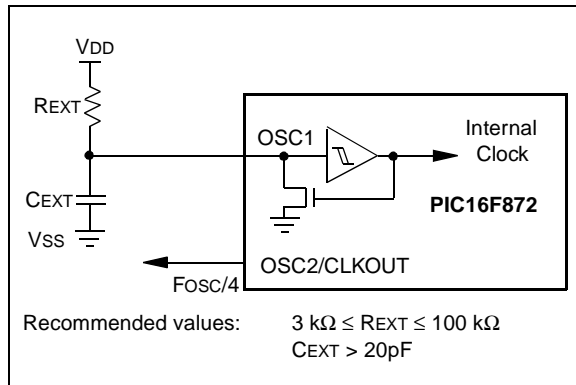 VDD
REXT
CEXT
VSS
OSC1
Internal
Clock
PIC16F872
OSC2/CLKOUT
FOSC/4
Recommended values: 3 kΩ ≤ REXT ≤ 100 kΩ
CEXT > 20pF